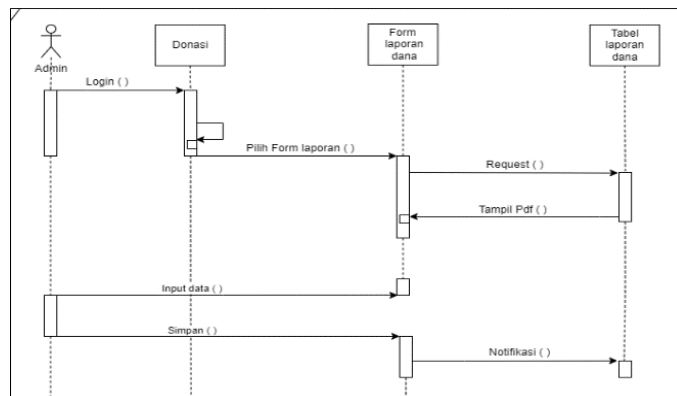 Donasi
Form
laporan
dana
Tabel
laporan
dana
Admin
Login ( )
Pilih Form laporan ( )
Request ( )
Tampil Pdf ( )
Input data ( )
Simpan ( )
Notifikasi ( )